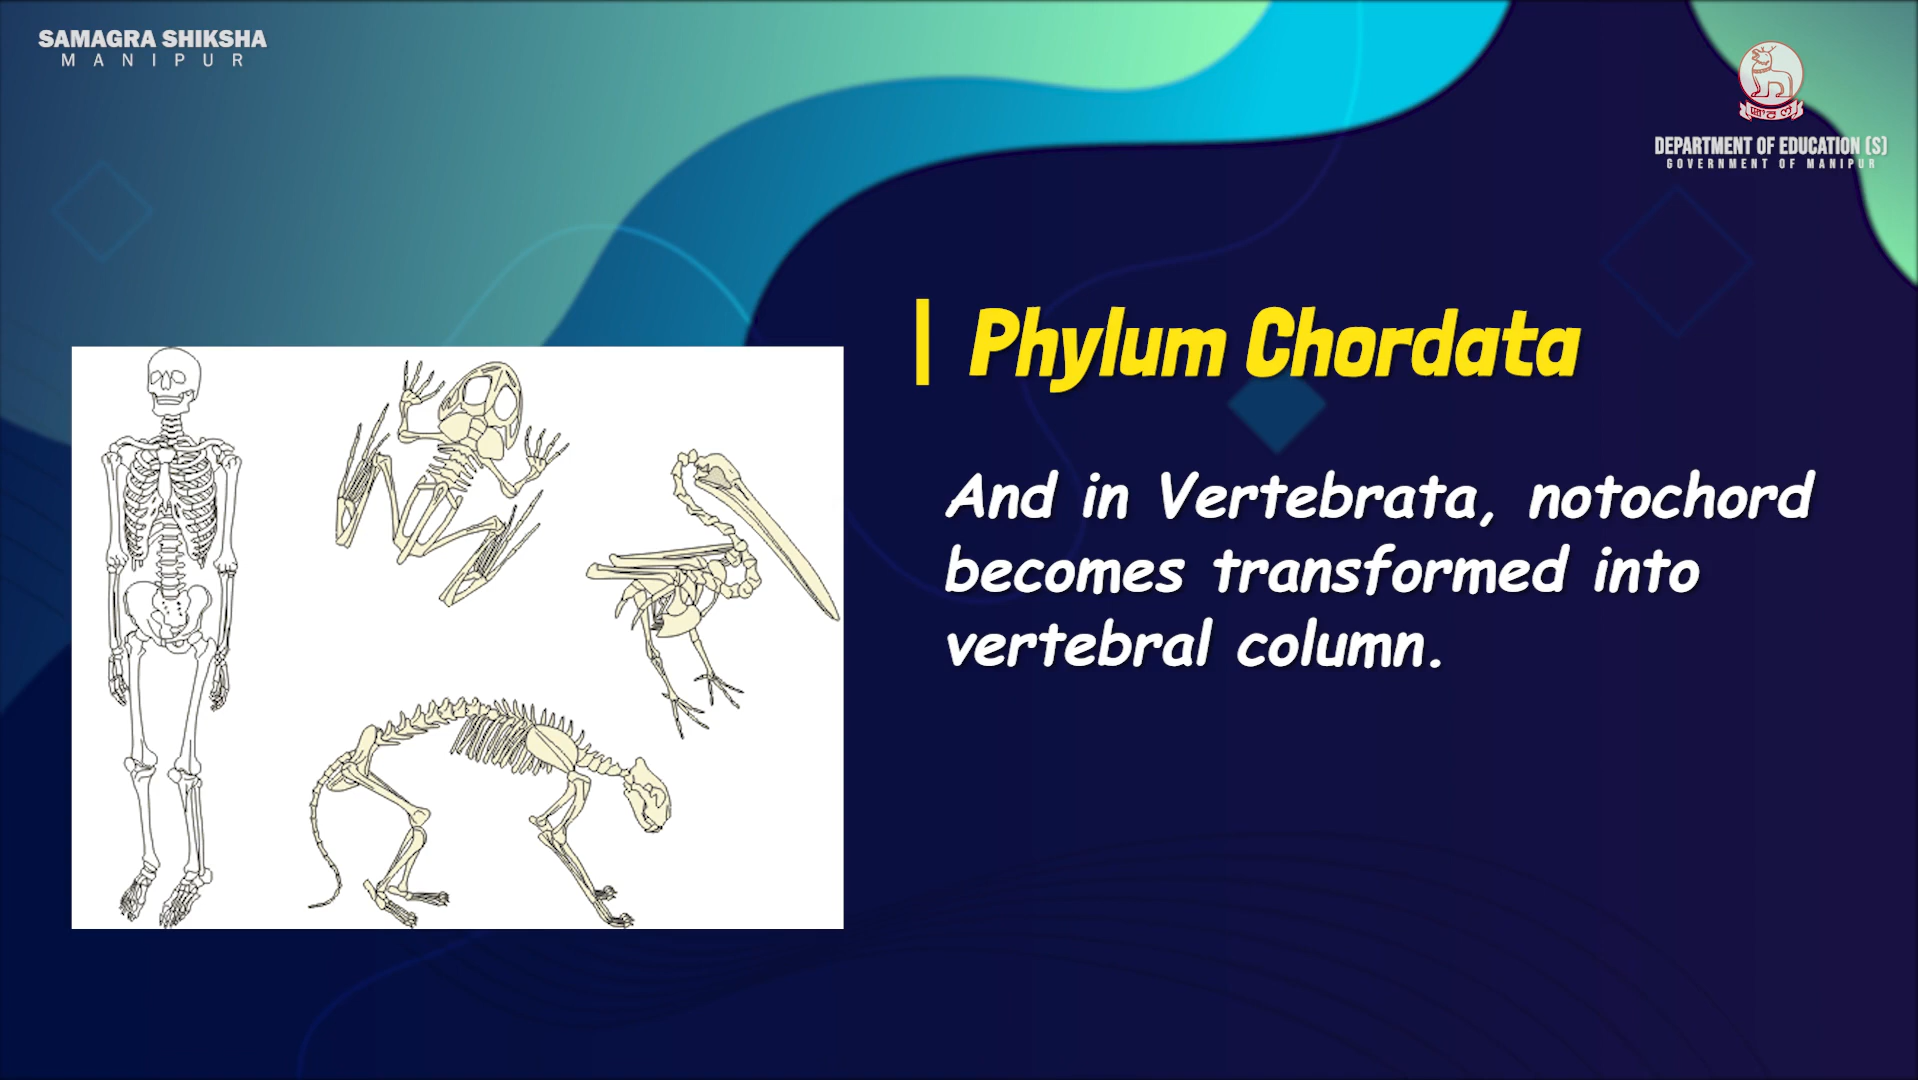 SAMAGRA SHIKSHA
MANIPUR
DEPARTMENT OF EDUCATION (S)
GOVERNMENT OF MANIPUR
Phylum Chordata
And in Vertebrata, notochord
becomes transformed into
vertebral column.